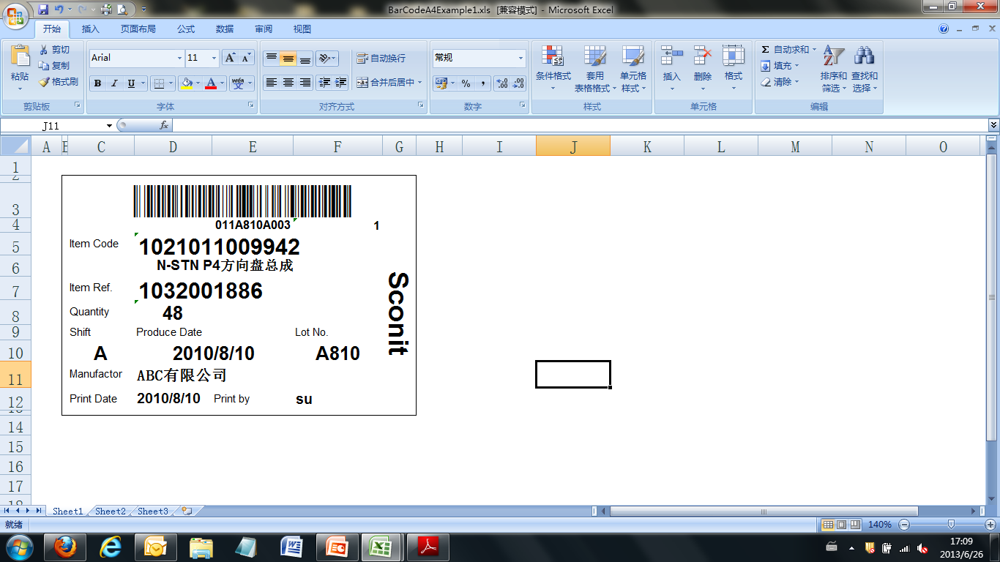 BarCodeA4Example1.xls [兼容模式] - Microsoft Excel
开始 插入 页面布局 公式 数据 审阅 视图
粘贴 剪切 复制 格式刷
剪贴板
Arial 11
B I U wén 变
字体
自动换行
合并后居中
对齐方式
常规
% ,
数字
条件格式 套用表格格式 单元格样式
样式
插入 删除 格式
单元格
Σ 自动求和
填充
清除
排序和筛选 查找和选择
编辑
J11 fx
A B C D E F G H I J K L M N O
1
2
3
4 011A810A003 1
5 Item Code 1021011009942
6 N-STN P4方向盘总成
7 Item Ref. 1032001886
Sconit
8 Quantity 48
9 Shift Produce Date Lot No.
10 A 2010/8/10 A810
11 Manufactor ABC有限公司
12 Print Date 2010/8/10 Print by su
13
14
15
16
17
18
Sheet1 Sheet2 Sheet3
就绪 140%
17:09
2013/6/26